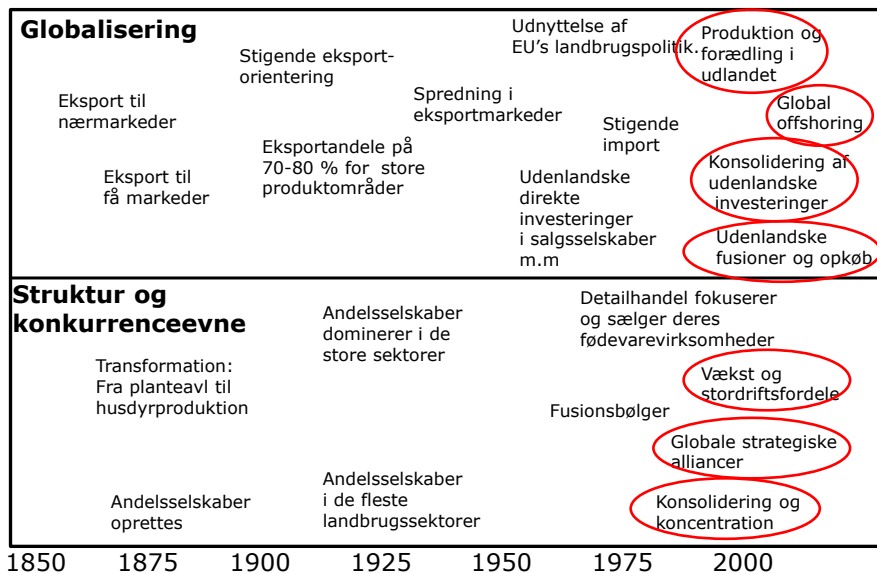 Globalisering
Udnyttelse af
EU's landbrugspolitik.
Produktion og
forædling i
udlandet
Stigende eksport-
orientering
Eksport til
nærmarkeder
Spredning i
eksportmarkeder
Global
offshoring
Stigende
import
Eksportandele på
70-80 % for store
produktområder
Konsolidering af
udenlandske
investeringer
Eksport til
få markeder
Udenlandske
direkte
investeringer
i salgsselskaber
m.m
Udenlandske
fusioner og opkøb
Struktur og
konkurrenceevne
Andelsselskaber
dominerer i de
store sektorer
Detailhandel fokuserer
og sælger deres
fødevarevirksomheder
Transformation:
Fra planteavl til
husdyrproduktion
Vækst og
stordriftsfordele
Fusionsbølger
Globale strategiske
alliancer
Andelsselskaber
i de fleste
landbrugssektorer
Andelsselskaber
oprettes
Konsolidering og
koncentration
1850 1875 1900 1925 1950 1975 2000